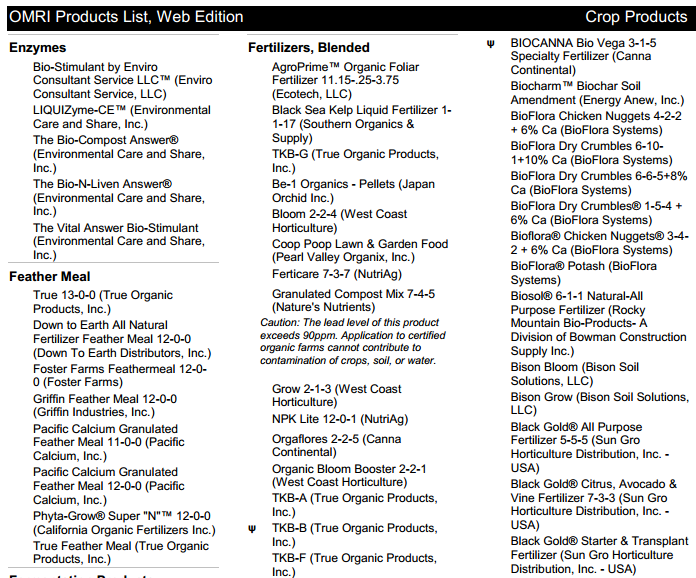 OMRI Products List, Web Edition
Crop Products
Enzymes
Bio-Stimulant by Enviro
Consultant Service LLC™ (Enviro
Consultant Service, LLC)
LIQUIZyme-CE™ (Environmental
Care and Share, Inc.)
The Bio-Compost Answer®
(Environmental Care and Share,
Inc.)
The Bio-N-Liven Answer®
(Environmental Care and Share,
Inc.)
The Vital Answer Bio-Stimulant
(Environmental Care and Share,
Inc.)
Feather Meal
True 13-0-0 (True Organic
Products, Inc.)
Down to Earth All Natural
Fertilizer Feather Meal 12-0-0
(Down To Earth Distributors, Inc.)
Foster Farms Feathermeal 12-0-
0 (Foster Farms)
Griffin Feather Meal 12-0-0
(Griffin Industries, Inc.)
Pacific Calcium Granulated
Feather Meal 11-0-0 (Pacific
Calcium, Inc.)
Pacific Calcium Granulated
Feather Meal 12-0-0 (Pacific
Calcium, Inc.)
Phyta-Grow® Super "N"™ 12-0-0
(California Organic Fertilizers Inc.)
True Feather Meal (True Organic
Products, Inc.)
Fertilizers, Blended
AgroPrime™ Organic Foliar
Fertilizer 11.15-.25-3.75
(Ecotech, LLC)
Black Sea Kelp Liquid Fertilizer 1-
1-17 (Southern Organics &
Supply)
TKB-G (True Organic Products,
Inc.)
Be-1 Organics - Pellets (Japan
Orchid Inc.)
Bloom 2-2-4 (West Coast
Horticulture)
Coop Poop Lawn & Garden Food
(Pearl Valley Organix, Inc.)
Ferticare 7-3-7 (NutriAg)
Granulated Compost Mix 7-4-5
(Nature's Nutrients)
Caution: The lead level of this product
exceeds 90ppm. Application to certified
organic farms cannot contribute to
contamination of crops, soil, or water.
Grow 2-1-3 (West Coast
Horticulture)
NPK Lite 12-0-1 (NutriAg)
Orgaflores 2-2-5 (Canna
Continental)
Organic Bloom Booster 2-2-1
(West Coast Horticulture)
TKB-A (True Organic Products,
Inc.)
ψ TKB-B (True Organic Products,
Inc.)
TKB-F (True Organic Products,
Inc.)
ψ BIOCANNA Bio Vega 3-1-5
Specialty Fertilizer (Canna
Continental)
Biocharm™ Biochar Soil
Amendment (Energy Anew, Inc.)
BioFlora Chicken Nuggets 4-2-2
+ 6% Ca (BioFlora Systems)
BioFlora Dry Crumbles 6-10-
1+10% Ca (BioFlora Systems)
BioFlora Dry Crumbles 6-6-5+8%
Ca (BioFlora Systems)
BioFlora Dry Crumbles® 1-5-4 +
6% Ca (BioFlora Systems)
Bioflora® Chicken Nuggets® 3-4-
2 + 6% Ca (BioFlora Systems)
BioFlora® Potash (BioFlora
Systems)
Biosol® 6-1-1 Natural-All
Purpose Fertilizer (Rocky
Mountain Bio-Products- A
Division of Bowman Construction
Supply Inc.)
Bison Bloom (Bison Soil
Solutions, LLC)
Bison Grow (Bison Soil Solutions,
LLC)
Black Gold® All Purpose
Fertilizer 5-5-5 (Sun Gro
Horticulture Distribution, Inc. -
USA)
Black Gold® Citrus, Avocado &
Vine Fertilizer 7-3-3 (Sun Gro
Horticulture Distribution, Inc. -
USA)
Black Gold® Starter & Transplant
Fertilizer (Sun Gro Horticulture
Distribution, Inc. - USA)